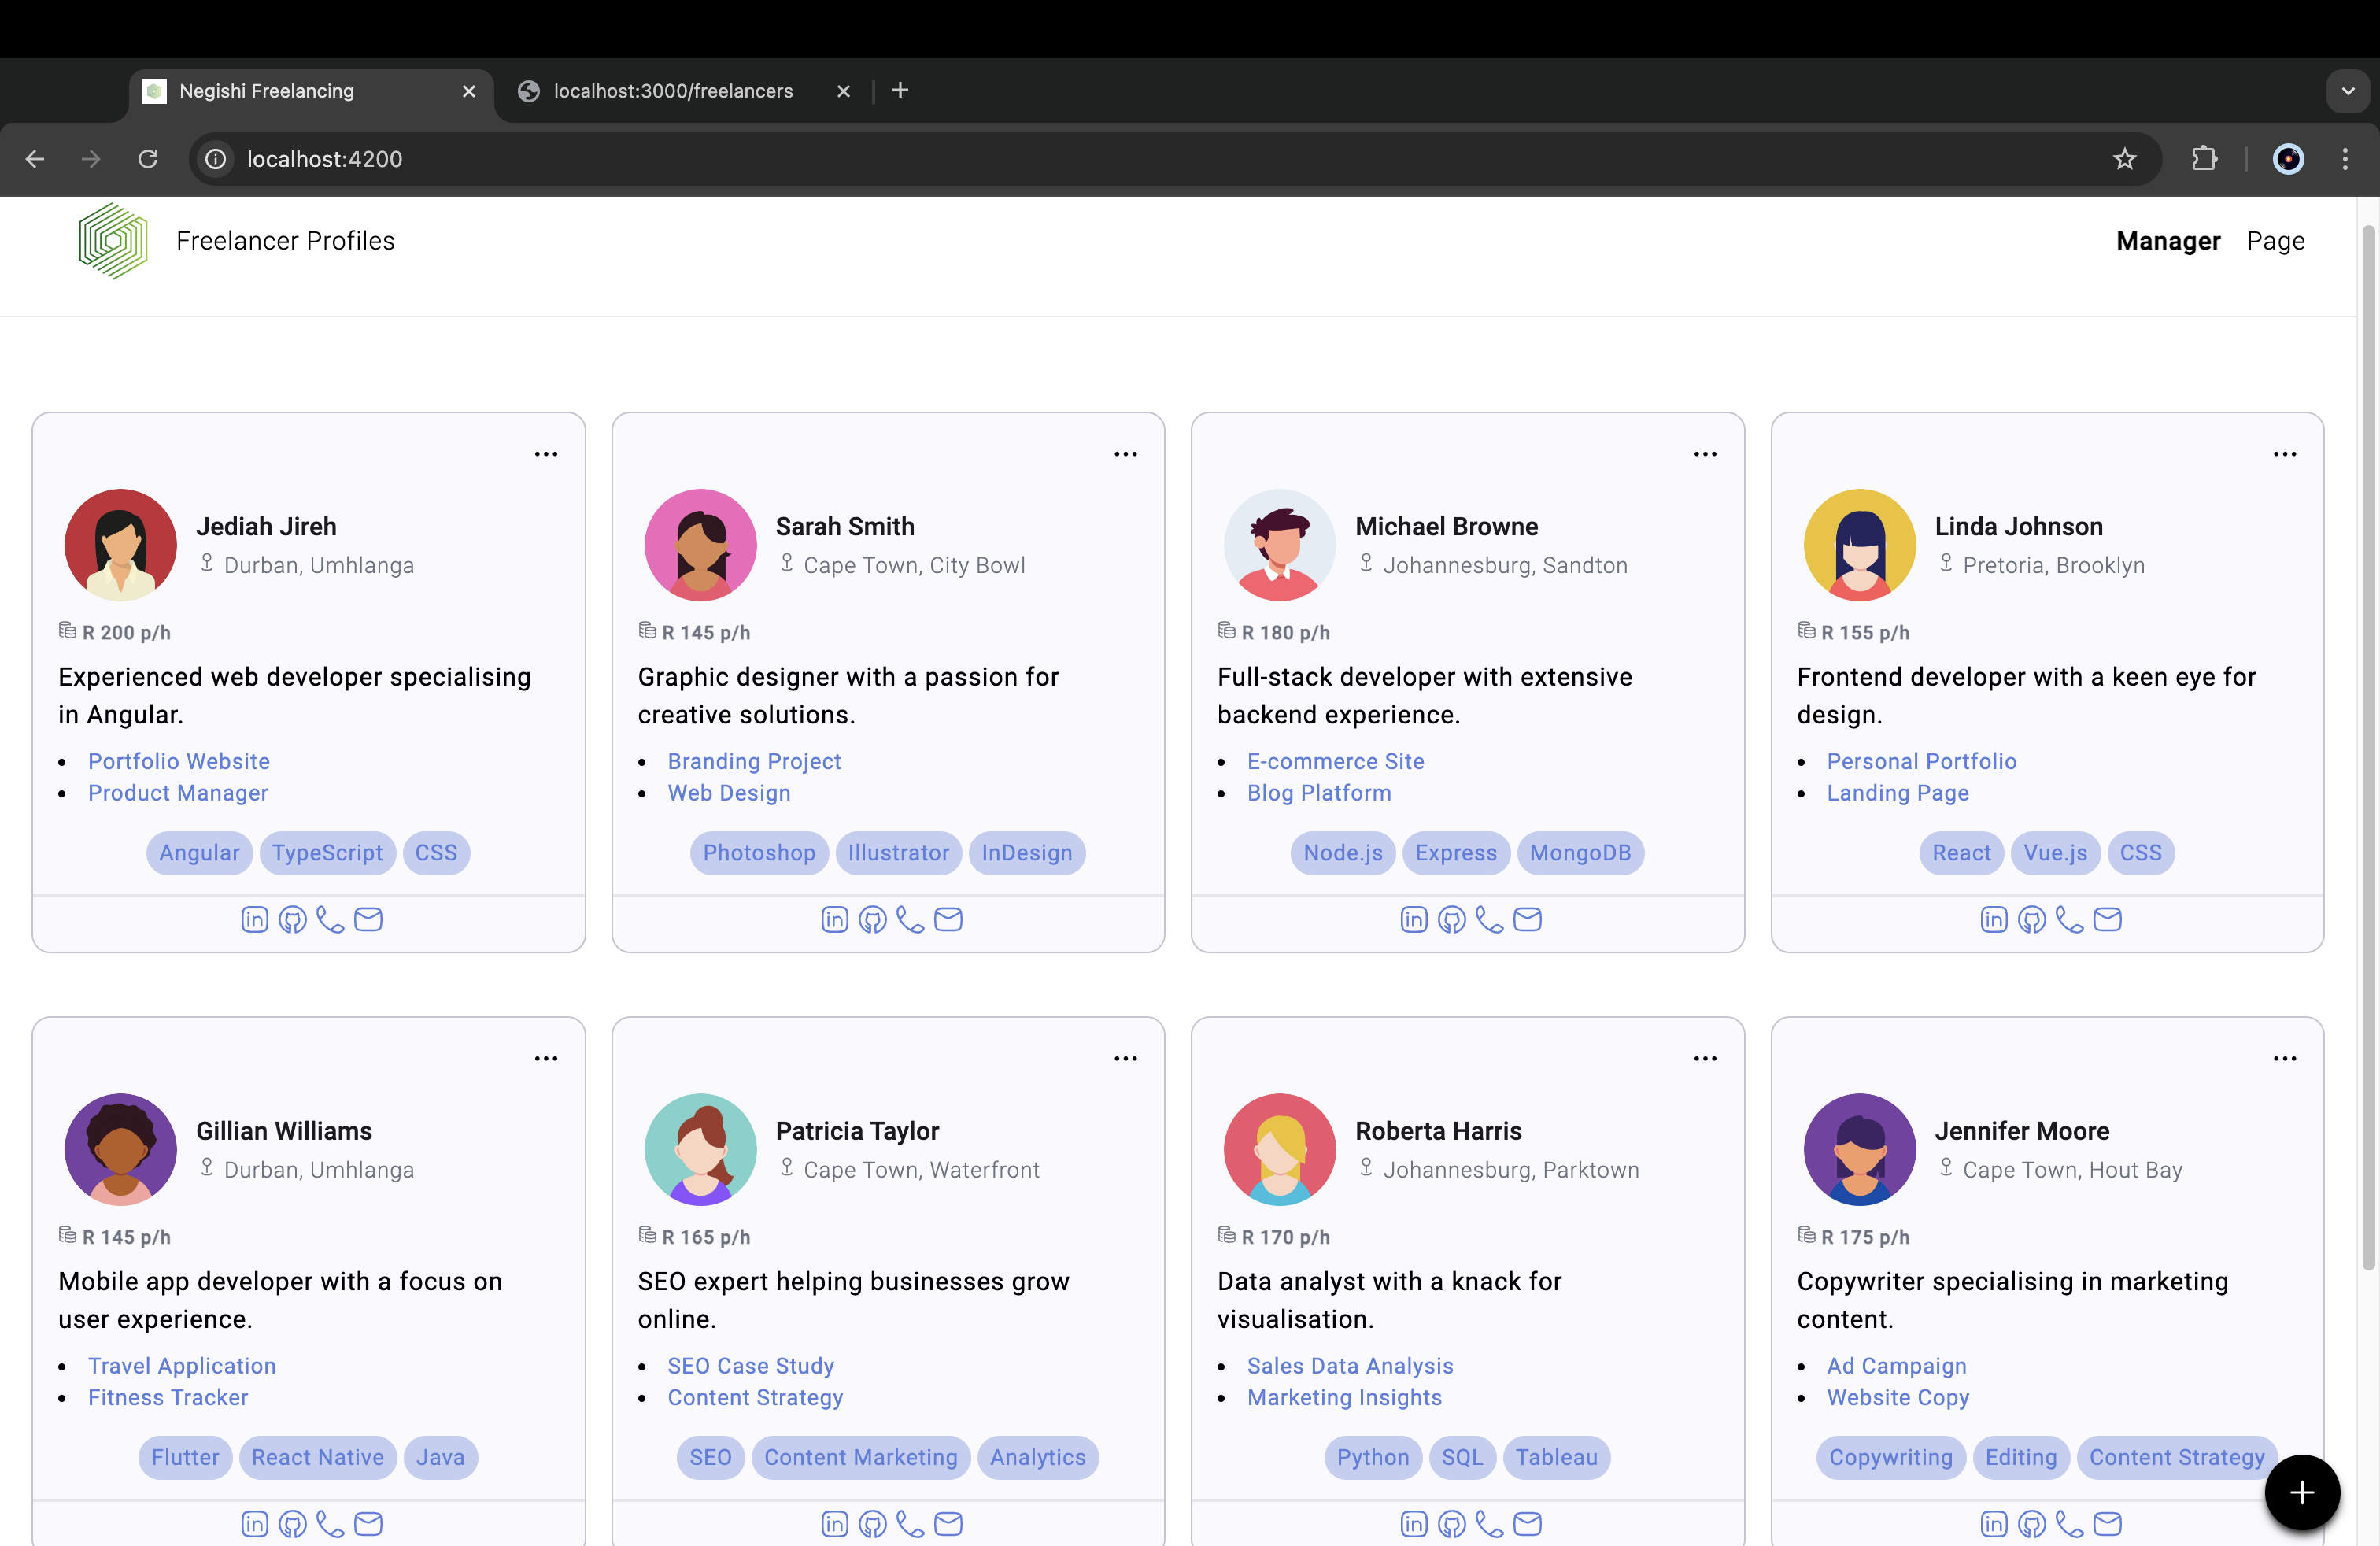 Negishi Freelancing
localhost:3000/freelancers
localhost:4200
Freelancer Profiles
Manager Page
Jediah Jireh
Durban, Umhlanga
R 200 p/h
Experienced web developer specialising
in Angular.
Portfolio Website
Product Manager
Angular TypeScript CSS
Sarah Smith
Cape Town, City Bowl
R 145 p/h
Graphic designer with a passion for
creative solutions.
Branding Project
Web Design
Photoshop Illustrator InDesign
Michael Browne
Johannesburg, Sandton
R 180 p/h
Full-stack developer with extensive
backend experience.
E-commerce Site
Blog Platform
Node.js Express MongoDB
Linda Johnson
Pretoria, Brooklyn
R 155 p/h
Frontend developer with a keen eye for
design.
Personal Portfolio
Landing Page
React Vue.js CSS
Gillian Williams
Durban, Umhlanga
R 145 p/h
Mobile app developer with a focus on
user experience.
Travel Application
Fitness Tracker
Flutter React Native Java
Patricia Taylor
Cape Town, Waterfront
R 165 p/h
SEO expert helping businesses grow
online.
SEO Case Study
Content Strategy
SEO Content Marketing Analytics
Roberta Harris
Johannesburg, Parktown
R 170 p/h
Data analyst with a knack for
visualisation.
Sales Data Analysis
Marketing Insights
Python SQL Tableau
Jennifer Moore
Cape Town, Hout Bay
R 175 p/h
Copywriter specialising in marketing
content.
Ad Campaign
Website Copy
Copywriting Editing Content Strategy